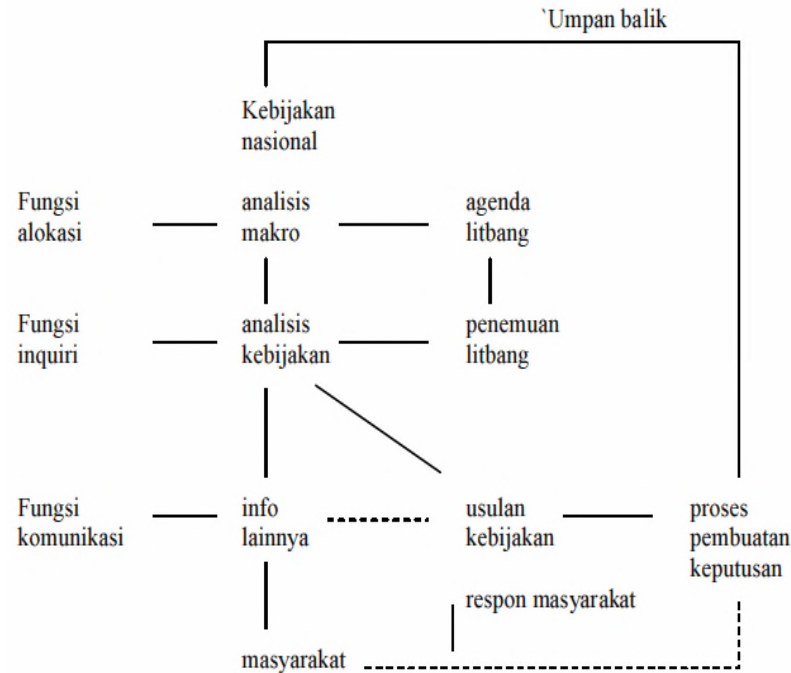 `Umpan balik
Kebijakan
nasional
Fungsi
alokasi
analisis
makro
agenda
litbang
Fungsi
inquiri
analisis
kebijakan
penemuan
litbang
Fungsi
komunikasi
info
lainnya
usulan
kebijakan
proses
pembuatan
keputusan
respon masyarakat
masyarakat